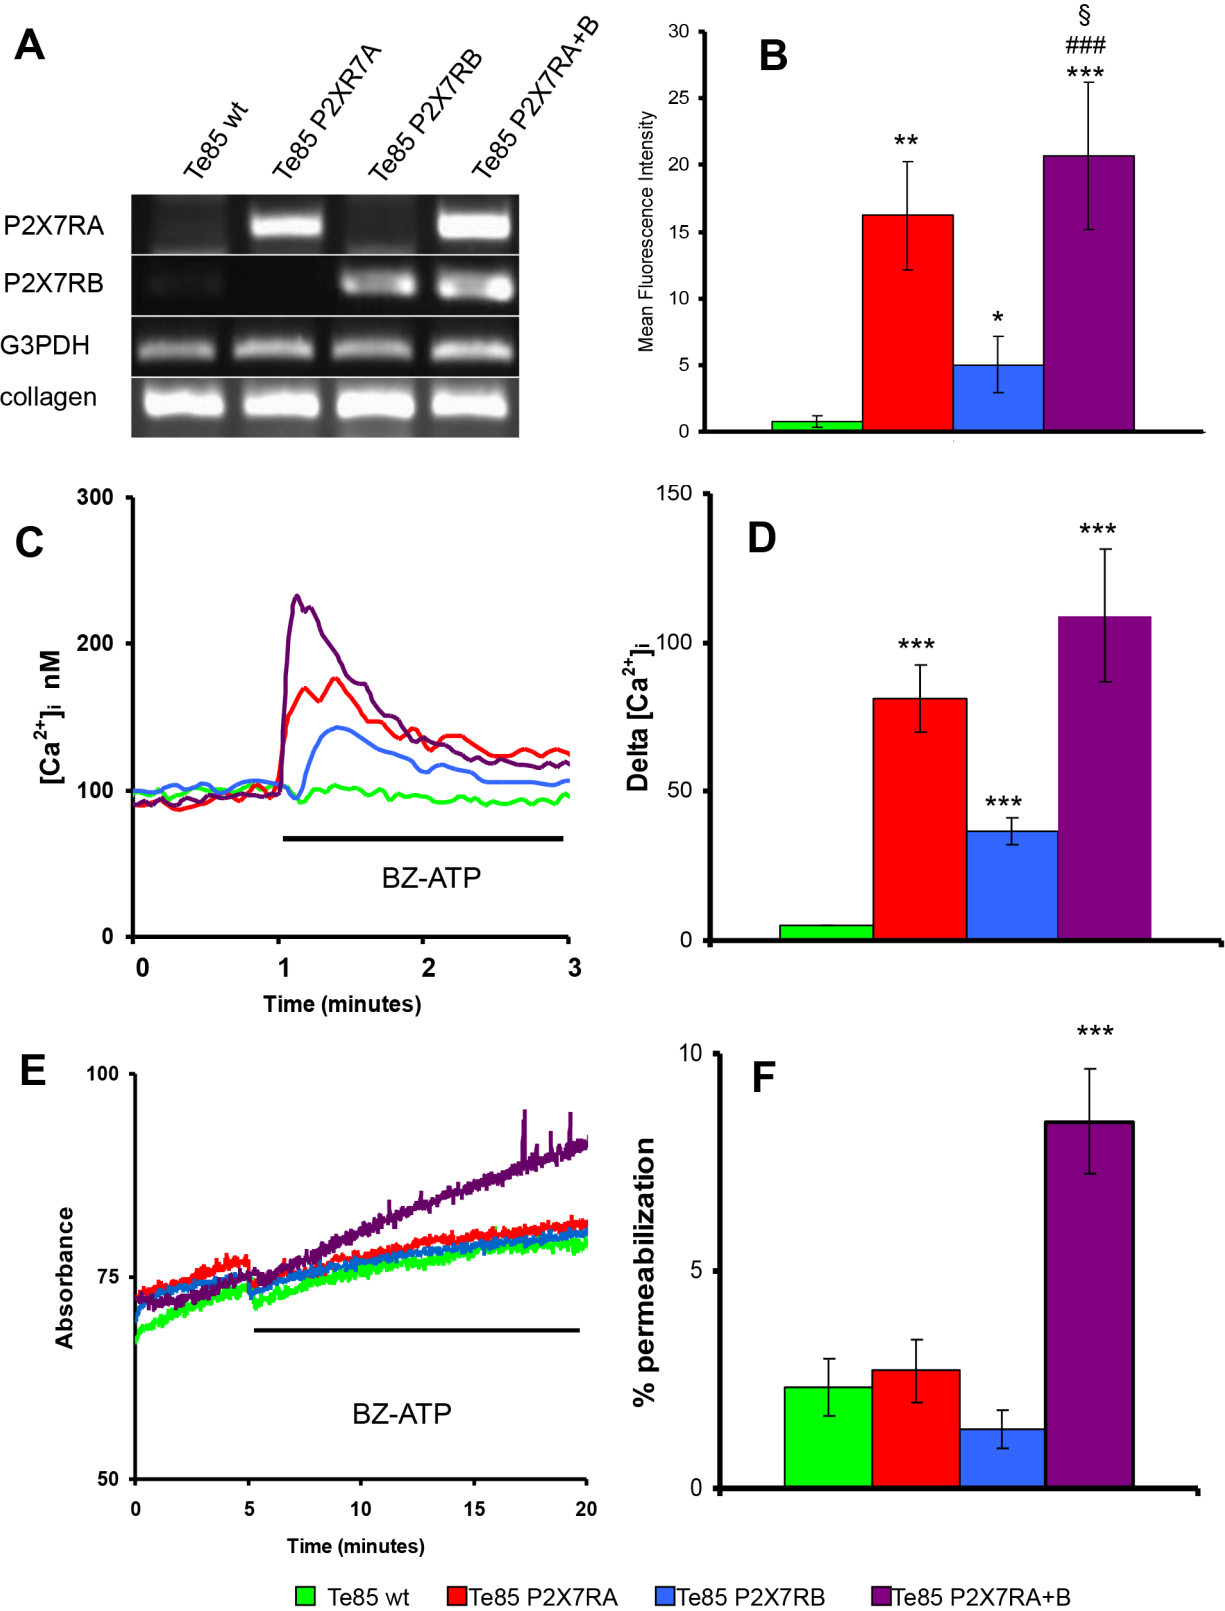 A
Te85 wt
Te85 P2XR7A
Te85 P2X7RB
Te85 P2X7RA+B
P2X7RA
P2X7RB
G3PDH
collagen
B
§
###
***
**
*
Mean Fluorescence Intensity
30
25
20
15
10
5
0
C
300
200
100
0
[Ca2+]i nM
BZ-ATP
0 1 2 3
Time (minutes)
D
150
100
50
0
Delta [Ca2+]i
***
***
***
E
100
75
50
Absorbance
BZ-ATP
0 5 10 15 20
Time (minutes)
F
10
5
0
% permeabilization
***
Te85 wt Te85 P2X7RA Te85 P2X7RB Te85 P2X7RA+B